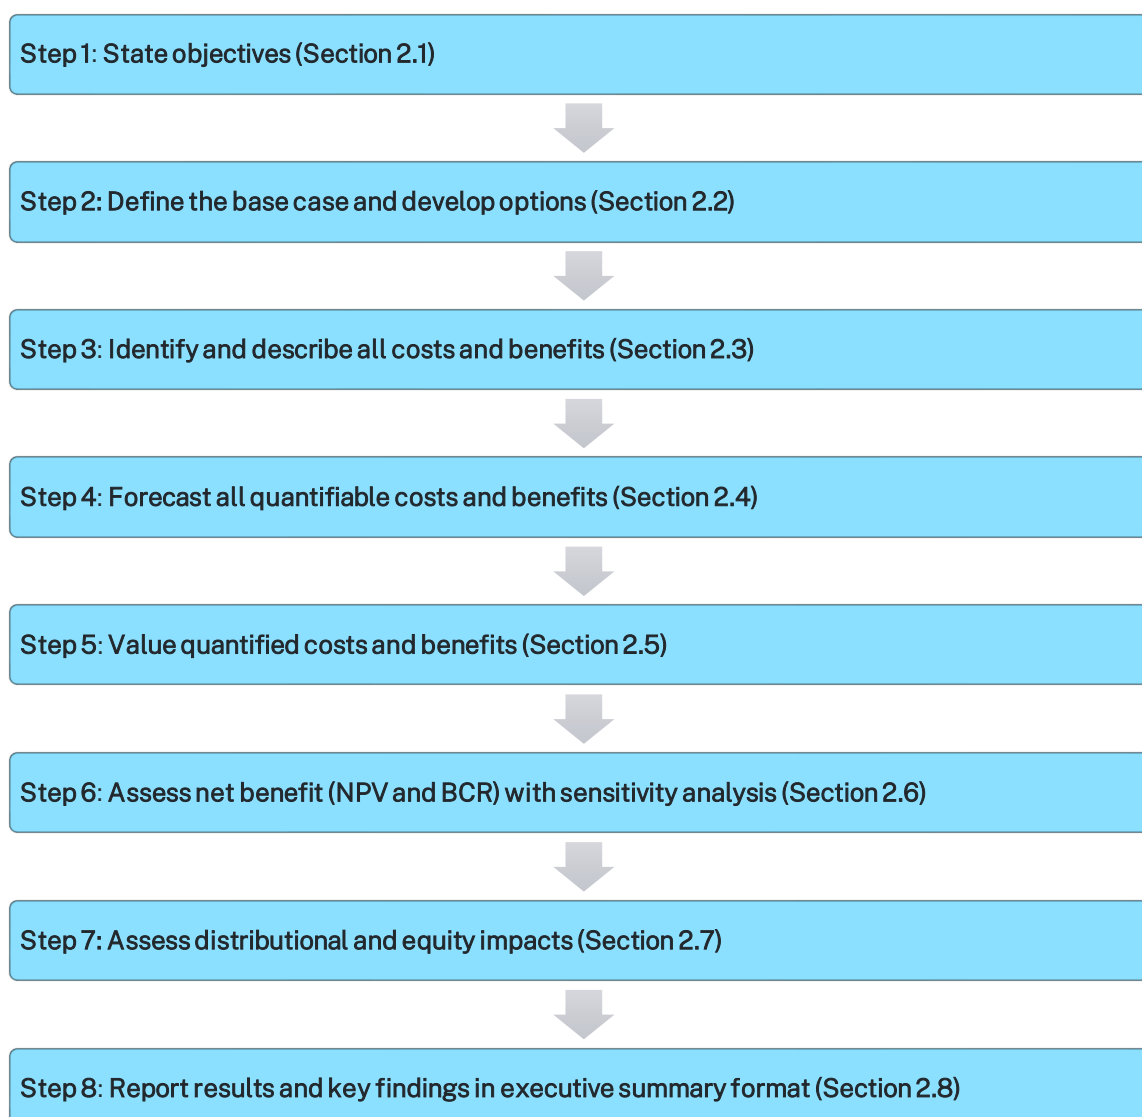 Step 1: State objectives (Section 2.1)
Step 2: Define the base case and develop options (Section 2.2)
Step 3: Identify and describe all costs and benefits (Section 2.3)
Step 4: Forecast all quantifiable costs and benefits (Section 2.4)
Step 5: Value quantified costs and benefits (Section 2.5)
Step 6: Assess net benefit (NPV and BCR) with sensitivity analysis (Section 2.6)
Step 7: Assess distributional and equity impacts (Section 2.7)
Step 8: Report results and key findings in executive summary format (Section 2.8)